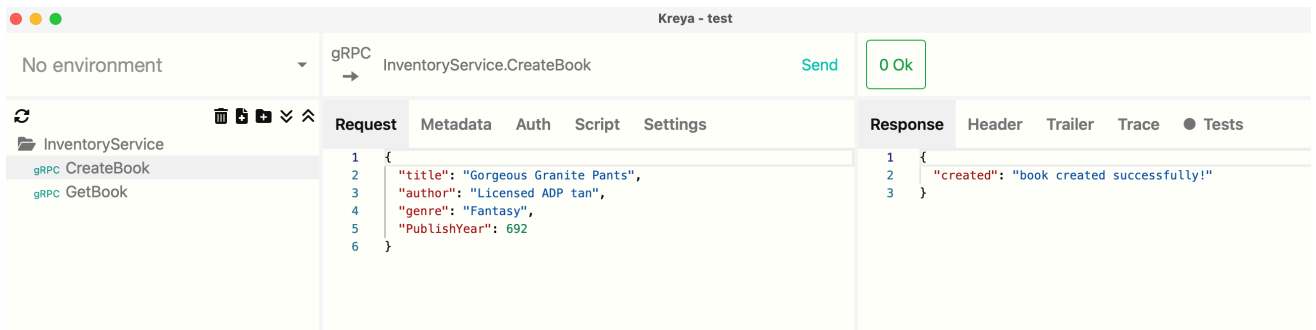 Kreya - test
No environment
gRPC
InventoryService.CreateBook
Send
0 Ok
InventoryService
gRPC CreateBook
gRPC GetBook
Request Metadata Auth Script Settings
1 {
2 "title": "Gorgeous Granite Pants",
3 "author": "Licensed ADP tan",
4 "genre": "Fantasy",
5 "PublishYear": 692
6 }
Response Header Trailer Trace Tests
1 {
2 "created": "book created successfully!"
3 }